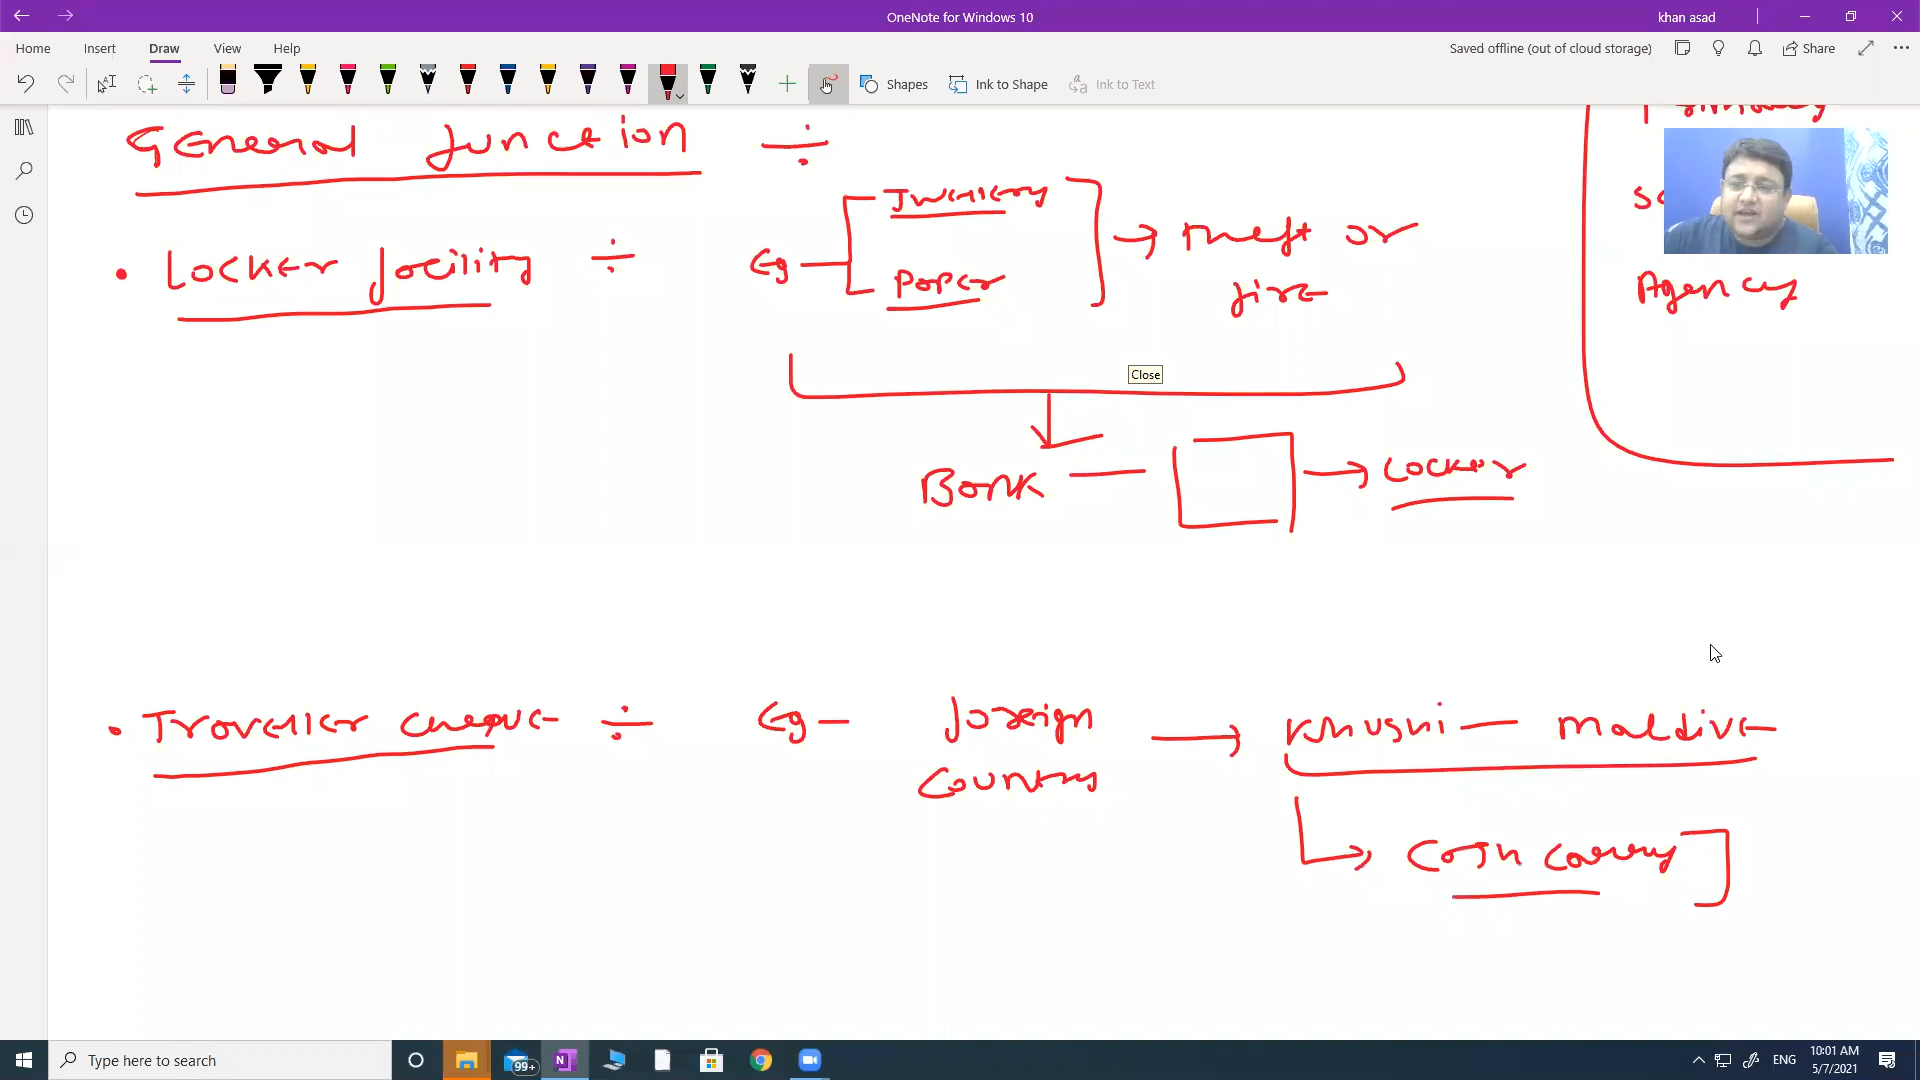 OneNote for Windows 10
khan asad
Home Insert Draw View Help
Saved offline (out of cloud storage)
Share
Shapes
Ink to Shape
Ink to Text
General function ÷
• Locker facility ÷
Eg
Jwellery
Paper
Theft or
fire
Close
Bank
Locker
Agency
• Traveller cheque ÷
Eg —
foreign
Country
Khushi — Maldive
Cash carry
Type here to search
99+
ENG
10:01 AM
5/7/2021